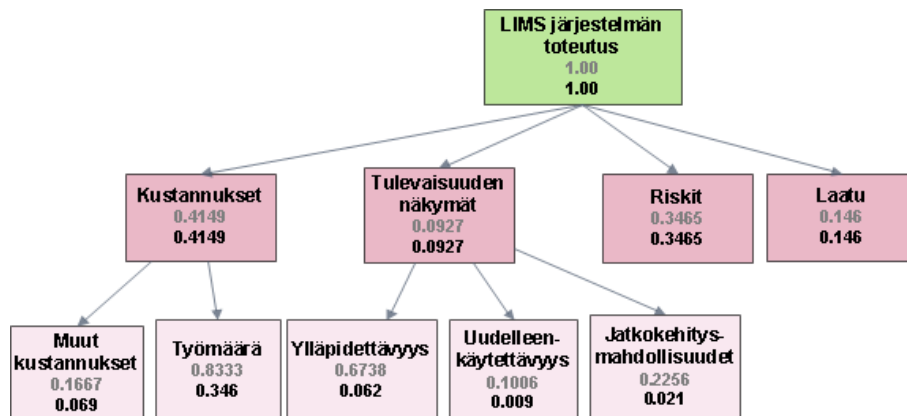 LIMS järjestelmän
toteutus
1.00
1.00
Kustannukset
0.4149
0.4149
Tulevaisuuden
näkymät
0.0927
0.0927
Riskit
0.3465
0.3465
Laatu
0.146
0.146
Muut
kustannukset
0.1667
0.069
Työmäärä
0.8333
0.346
Ylläpidettävyys
0.6738
0.062
Uudelleen-
käytettävyys
0.1006
0.009
Jatkokehitys-
mahdollisuudet
0.2256
0.021